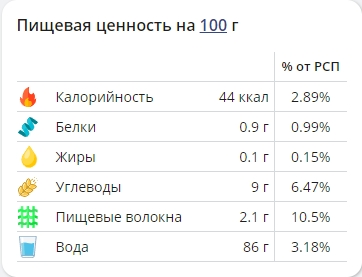 Пищевая ценность на 100 г
% от РСП
Калорийность 44 ккал 2.89%
Белки 0.9 г 0.99%
Жиры 0.1 г 0.15%
Углеводы 9 г 6.47%
Пищевые волокна 2.1 г 10.5%
Вода 86 г 3.18%